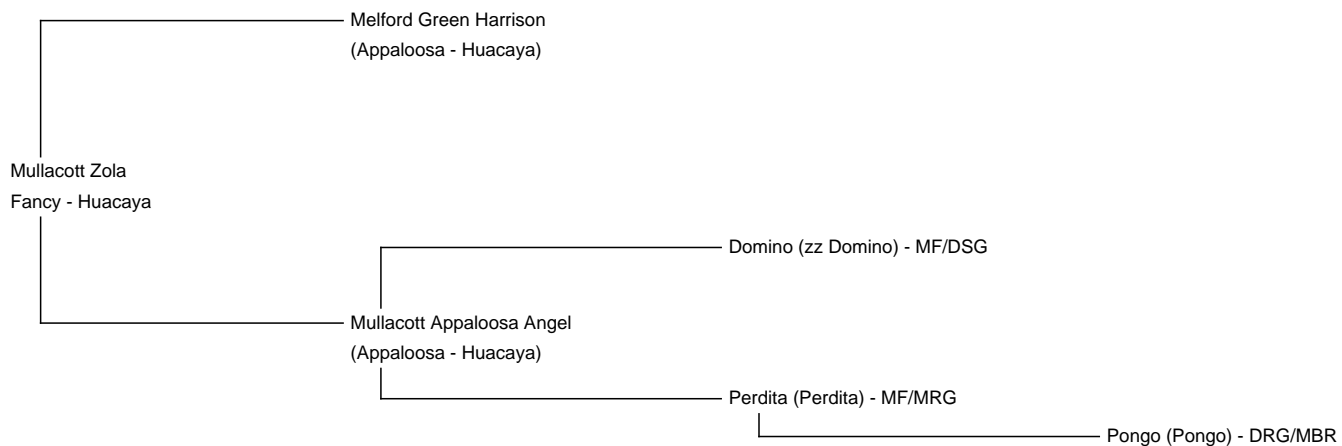 Melford Green Harrison
(Appaloosa - Huacaya)
Mullacott Zola
Fancy - Huacaya
Domino (zz Domino) - MF/DSG
Mullacott Appaloosa Angel
(Appaloosa - Huacaya)
Perdita (Perdita) - MF/MRG
Pongo (Pongo) - DRG/MBR